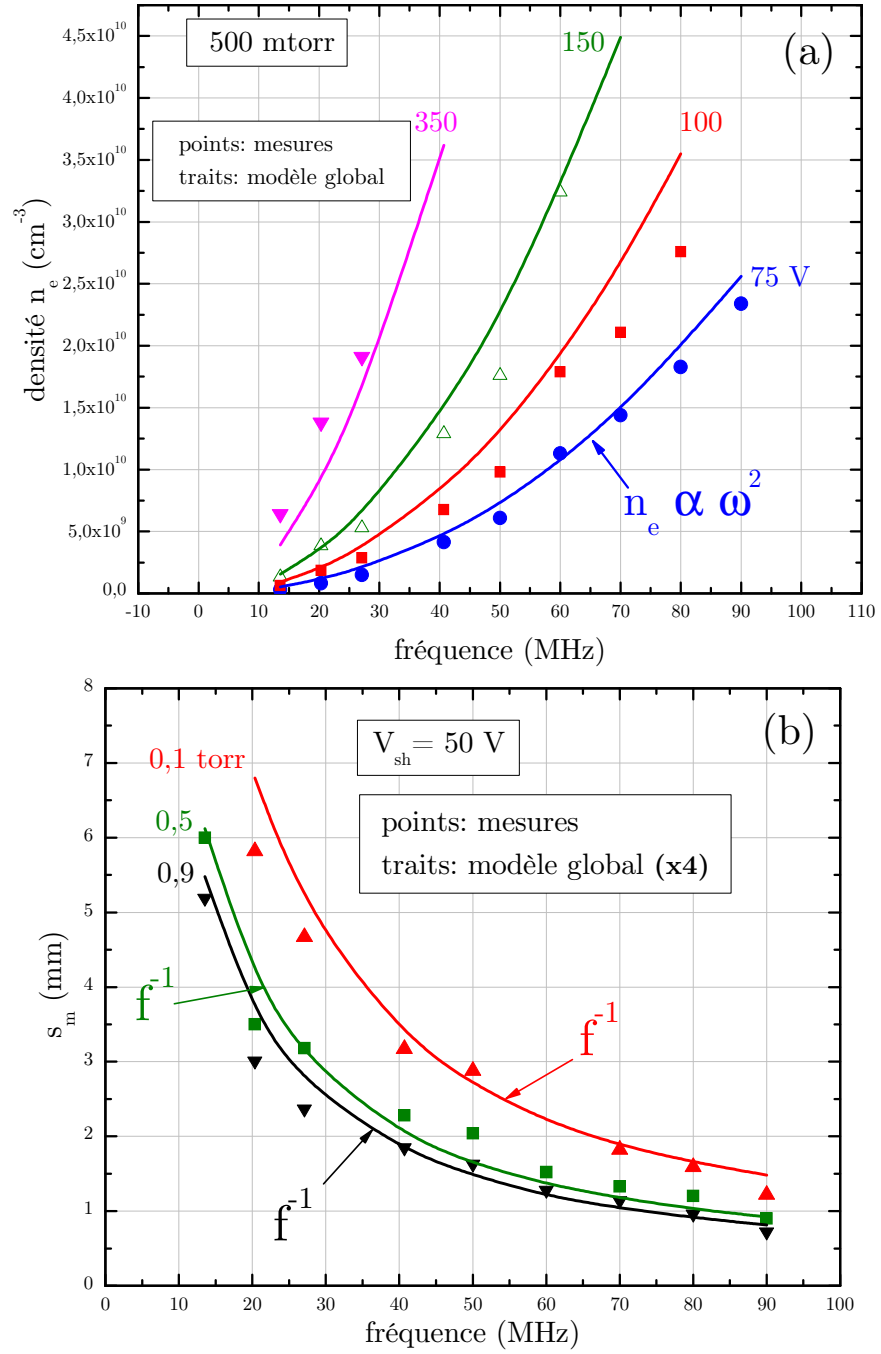 500 mtorr
(a)
150
350
100
points: mesures
traits: modèle global
75 V
n_e α ω^2
densité n_e (cm^-3)
4,5x10^10
4,0x10^10
3,5x10^10
3,0x10^10
2,5x10^10
2,0x10^10
1,5x10^10
1,0x10^10
5,0x10^9
0,0
-10 0 10 20 30 40 50 60 70 80 90 100 110
fréquence (MHz)
(b)
V_sh= 50 V
0,1 torr
points: mesures
traits: modèle global (x4)
0,5
0,9
f^-1
f^-1
f^-1
s_m (mm)
8
7
6
5
4
3
2
1
0
0 10 20 30 40 50 60 70 80 90 100
fréquence (MHz)